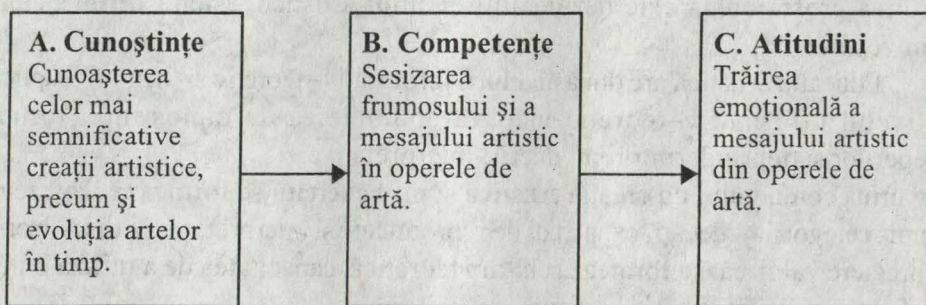 A. Cunoştinţe
Cunoaşterea
celor mai
semnificative
creaţii artistice,
precum şi
evoluţia artelor
în timp.
B. Competenţe
Sesizarea
frumosului şi a
mesajului artistic
în operele de
artă.
C. Atitudini
Trăirea
emoţională a
mesajului artistic
din operele de
artă.